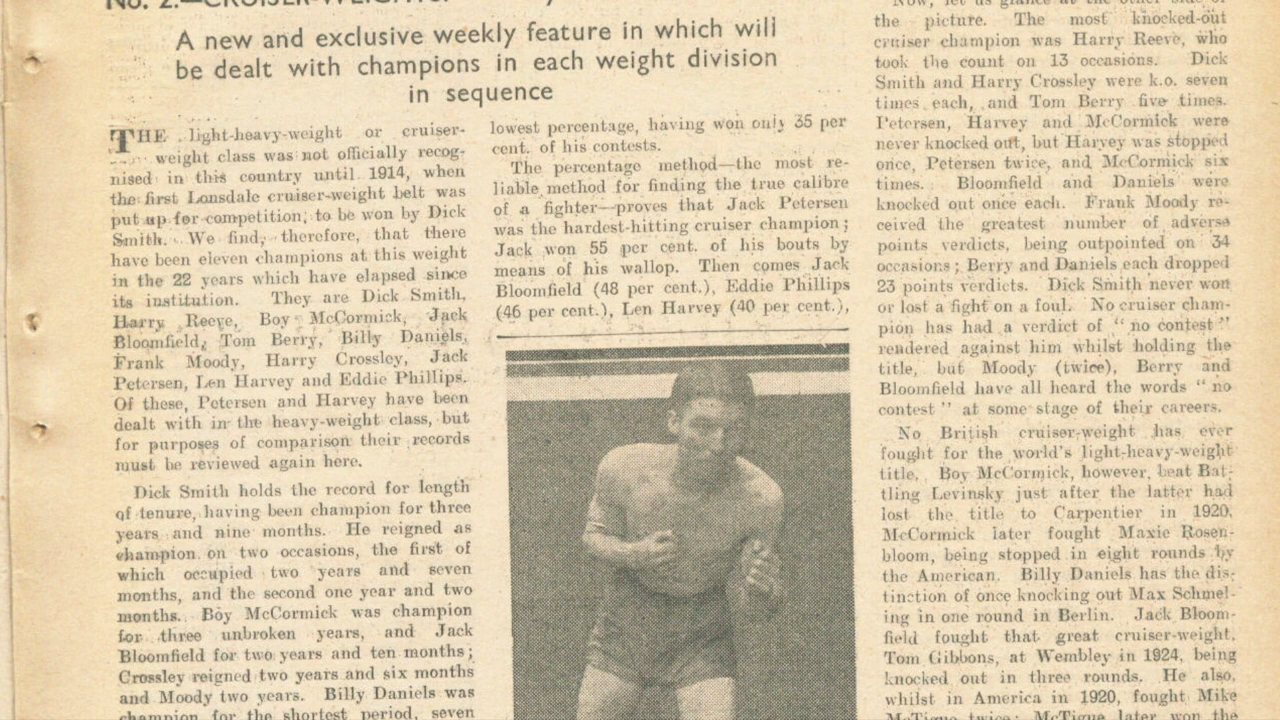 No. 2.—CRUISER-WEIGHTS.
A new and exclusive weekly feature in which will
be dealt with champions in each weight division
in sequence
THE light-heavy-weight or cruiser-
weight class was not officially recog-
nised in this country until 1914, when
the first Lonsdale cruiser-weight belt was
put up for competition, to be won by Dick
Smith. We find, therefore, that there
have been eleven champions at this weight
in the 22 years which have elapsed since
its institution. They are Dick Smith,
Harry Reeve, Boy McCormick, Jack
Bloomfield, Tom Berry, Billy Daniels,
Frank Moody, Harry Crossley, Jack
Petersen, Len Harvey and Eddie Phillips.
Of these, Petersen and Harvey have been
dealt with in the heavy-weight class, but
for purposes of comparison their records
must be reviewed again here.
Dick Smith holds the record for length
of tenure, having been champion for three
years and nine months. He reigned as
champion on two occasions, the first of
which occupied two years and seven
months, and the second one year and two
months. Boy McCormick was champion
for three unbroken years, and Jack
Bloomfield for two years and ten months;
Crossley reigned two years and six months
and Moody two years. Billy Daniels was
champion for the shortest period, seven
lowest percentage, having won only 35 per
cent. of his contests.
The percentage method—the most re-
liable method for finding the true calibre
of a fighter—proves that Jack Petersen
was the hardest-hitting cruiser champion;
Jack won 55 per cent. of his bouts by
means of his wallop. Then comes Jack
Bloomfield (48 per cent.), Eddie Phillips
(46 per cent.), Len Harvey (40 per cent.),
Now, let us glance at the other side of
the picture. The most knocked-out
cruiser champion was Harry Reeve, who
took the count on 13 occasions. Dick
Smith and Harry Crossley were k.o. seven
times each, and Tom Berry five times.
Petersen, Harvey and McCormick were
never knocked out, but Harvey was stopped
once, Petersen twice, and McCormick six
times. Bloomfield and Daniels were
knocked out once each. Frank Moody re-
ceived the greatest number of adverse
points verdicts, being outpointed on 34
occasions; Berry and Daniels each dropped
23 points verdicts. Dick Smith never won
or lost a fight on a foul. No cruiser cham-
pion has had a verdict of "no contest"
rendered against him whilst holding the
title, but Moody (twice), Berry and
Bloomfield have all heard the words "no
contest" at some stage of their careers.
No British cruiser-weight has ever
fought for the world's light-heavy-weight
title. Boy McCormick, however, beat Bat-
tling Levinsky just after the latter had
lost the title to Carpentier in 1920.
McCormick later fought Maxie Rosen-
bloom, being stopped in eight rounds by
the American. Billy Daniels has the dis-
tinction of once knocking out Max Schmel-
ing in one round in Berlin. Jack Bloom-
field fought that great cruiser-weight,
Tom Gibbons, at Wembley in 1924, being
knocked out in three rounds. He also,
whilst in America in 1920, fought Mike
McTigue twice; McTigue later won the